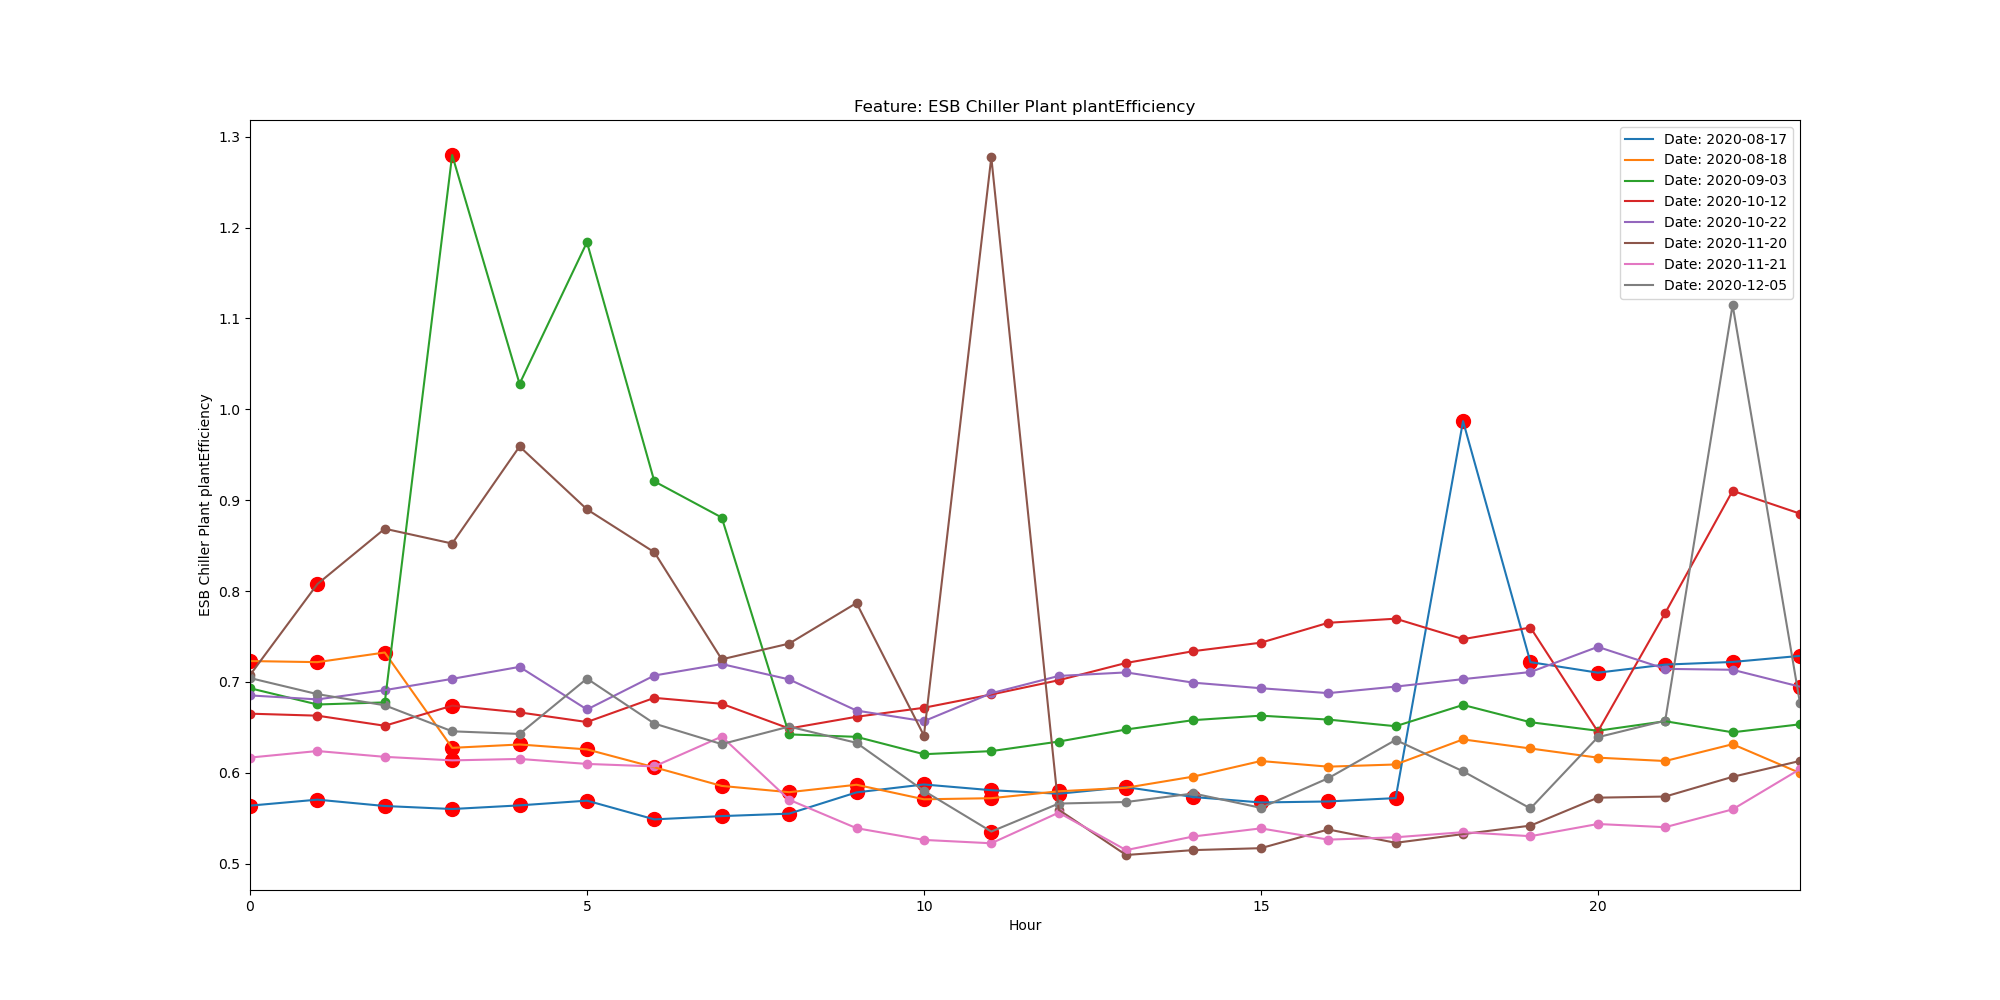 Feature: ESB Chiller Plant plantEfficiency
1.3
1.2
1.1
1.0
0.9
0.8
0.7
0.6
0.5
ESB Chiller Plant plantEfficiency
Date: 2020-08-17
Date: 2020-08-18
Date: 2020-09-03
Date: 2020-10-12
Date: 2020-10-22
Date: 2020-11-20
Date: 2020-11-21
Date: 2020-12-05
0 5 10 15 20
Hour